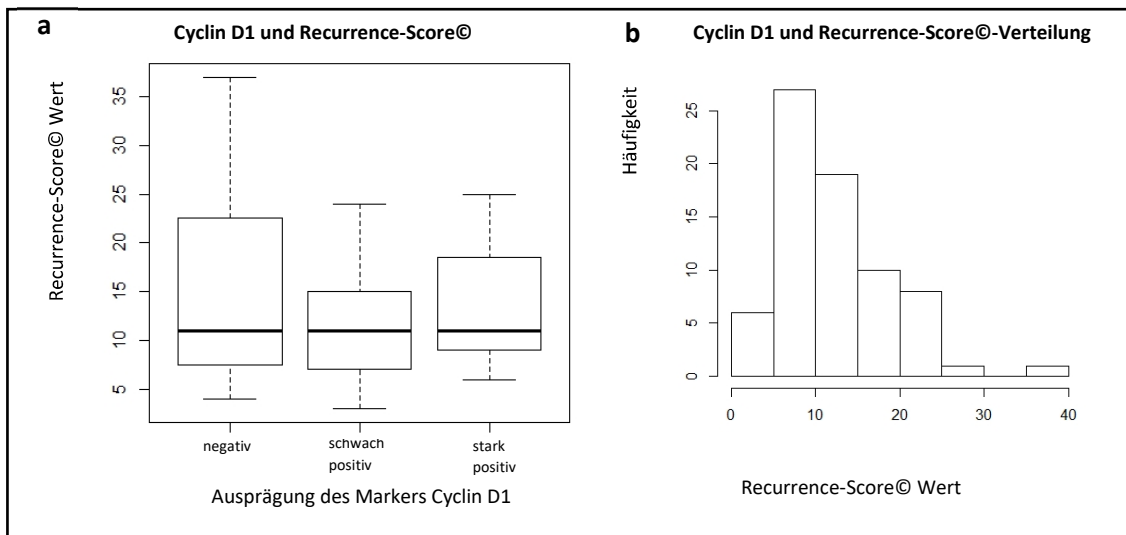 a
Cyclin D1 und Recurrence-Score©
Recurrence-Score© Wert
35
30
25
20
15
10
5
negativ
schwach
positiv
stark
positiv
Ausprägung des Markers Cyclin D1
b
Cyclin D1 und Recurrence-Score©-Verteilung
Häufigkeit
25
20
15
10
5
0
0 10 20 30 40
Recurrence-Score© Wert